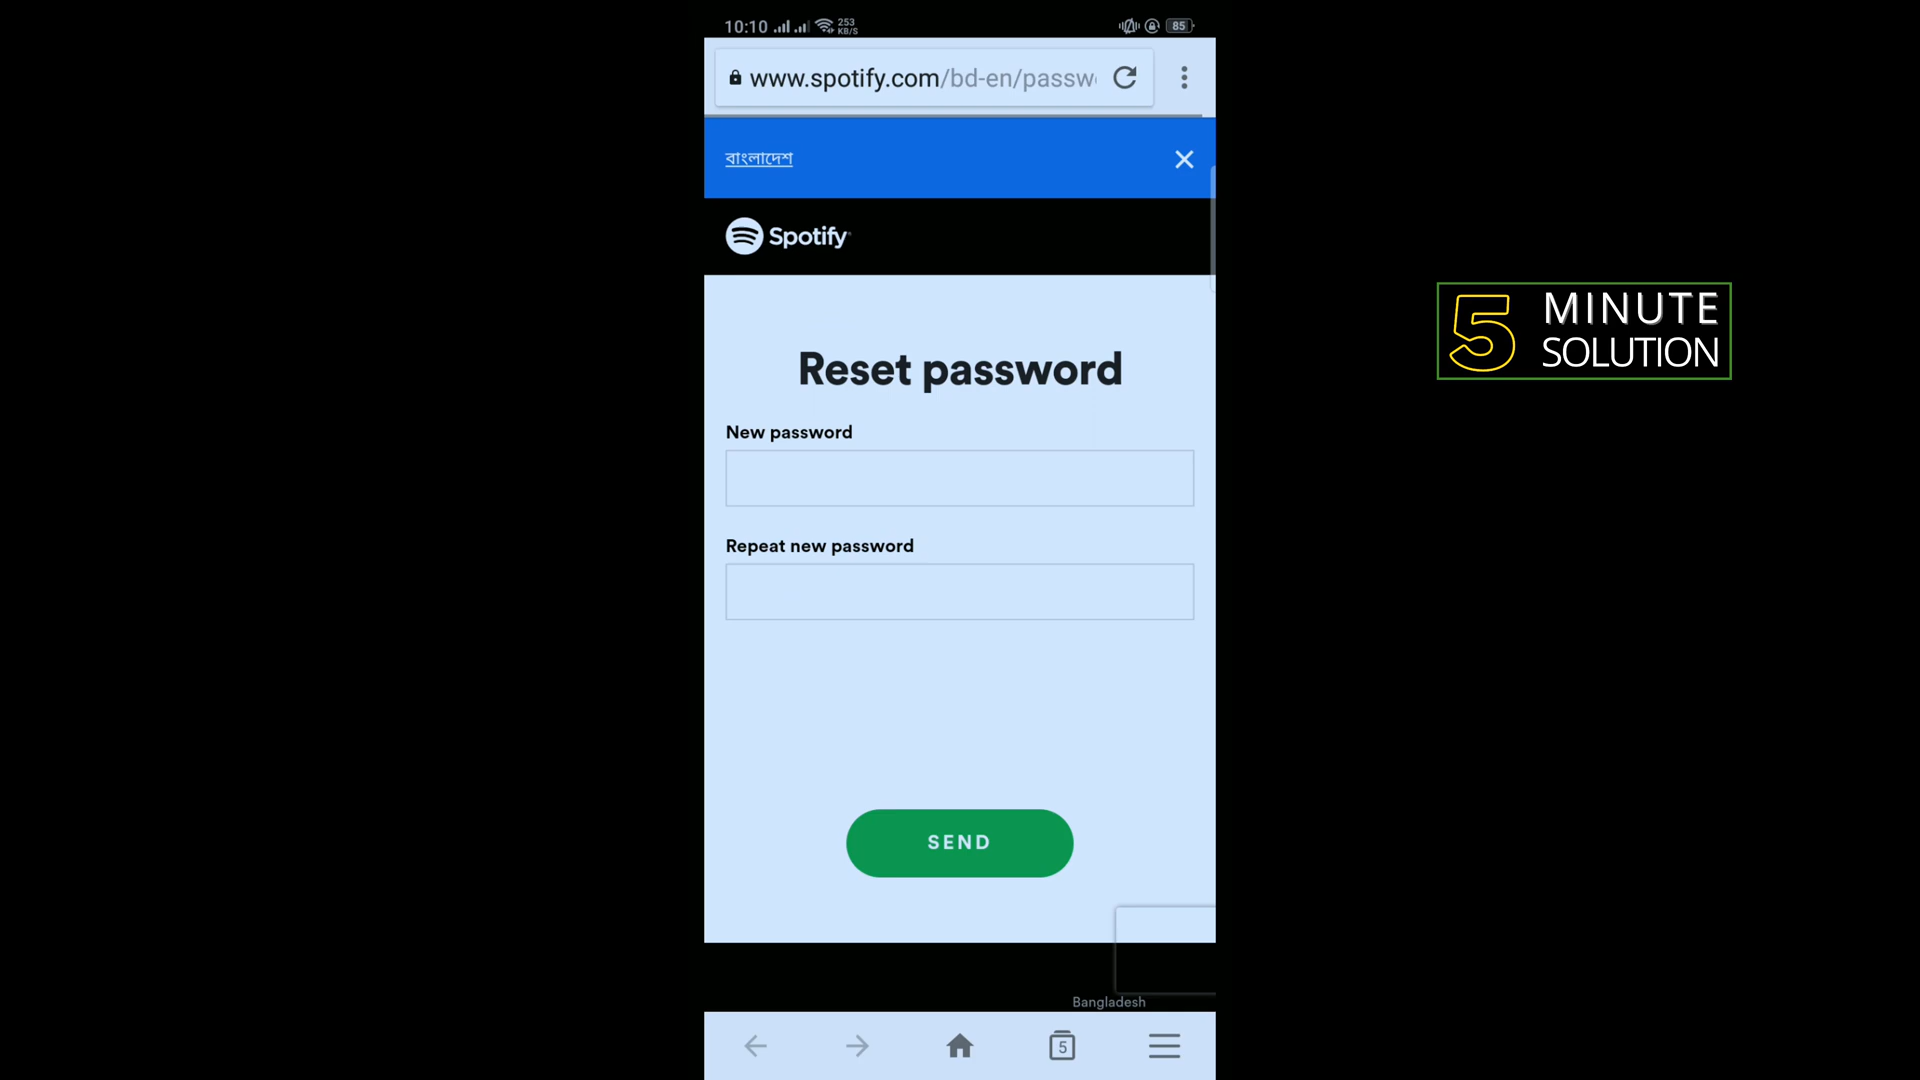 10:10 253 KB/S 85
www.spotify.com/bd-en/passw
বাংলাদেশ
Spotify
Reset password
New password
Repeat new password
SEND
Bangladesh
5
5 MINUTE
SOLUTION